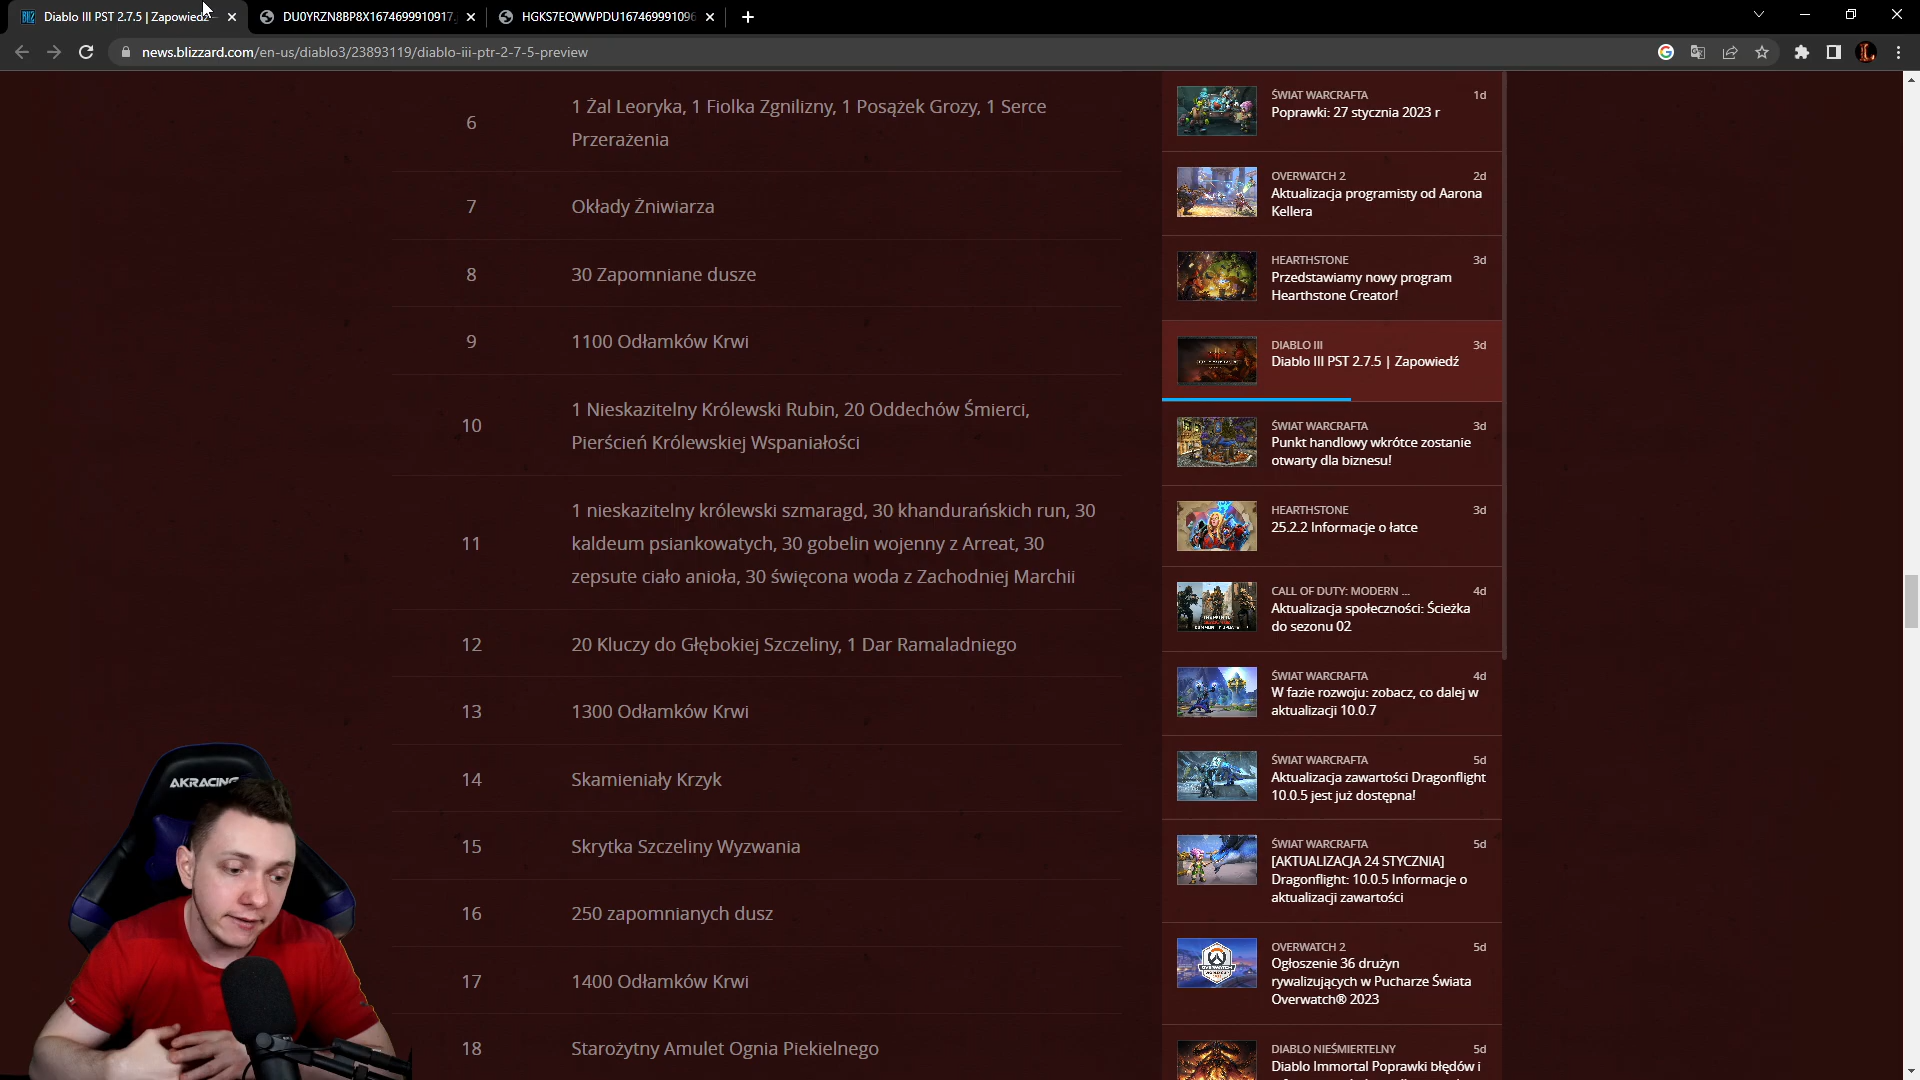 Diablo III PST 2.7.5 | Zapowiedź
DU0YRZN8BP8X1674699910917.
HGKS7EQWWPDU1674699991096
news.blizzard.com/en-us/diablo3/23893119/diablo-iii-ptr-2-7-5-preview
6
1 Żal Leoryka, 1 Fiolka Zgnilizny, 1 Posążek Grozy, 1 Serce
Przerażenia
7
Okłady Żniwiarza
8
30 Zapomniane dusze
9
1100 Odłamków Krwi
10
1 Nieskazitelny Królewski Rubin, 20 Oddechów Śmierci,
Pierścień Królewskiej Wspaniałości
11
1 nieskazitelny królewski szmaragd, 30 khandurańskich run, 30
kaldeum psiankowatych, 30 gobelin wojenny z Arreat, 30
zepsute ciało anioła, 30 święcona woda z Zachodniej Marchii
12
20 Kluczy do Głębokiej Szczeliny, 1 Dar Ramaladniego
13
1300 Odłamków Krwi
14
Skamieniały Krzyk
15
Skrytka Szczeliny Wyzwania
16
250 zapomnianych dusz
17
1400 Odłamków Krwi
18
Starożytny Amulet Ognia Piekielnego
ŚWIAT WARCRAFTA 1d
Poprawki: 27 stycznia 2023 r
OVERWATCH 2 2d
Aktualizacja programisty od Aarona
Kellera
HEARTHSTONE 3d
Przedstawiamy nowy program
Hearthstone Creator!
DIABLO III 3d
Diablo III PST 2.7.5 | Zapowiedź
ŚWIAT WARCRAFTA 3d
Punkt handlowy wkrótce zostanie
otwarty dla biznesu!
HEARTHSTONE 3d
25.2.2 Informacje o łatce
CALL OF DUTY: MODERN ... 4d
Aktualizacja społeczności: Ścieżka
do sezonu 02
ŚWIAT WARCRAFTA 4d
W fazie rozwoju: zobacz, co dalej w
aktualizacji 10.0.7
ŚWIAT WARCRAFTA 5d
Aktualizacja zawartości Dragonflight
10.0.5 jest już dostępna!
ŚWIAT WARCRAFTA 5d
[AKTUALIZACJA 24 STYCZNIA]
Dragonflight: 10.0.5 Informacje o
aktualizacji zawartości
OVERWATCH 2 5d
Ogłoszenie 36 drużyn
rywalizujących w Pucharze Świata
Overwatch® 2023
DIABLO NIEŚMIERTELNY 5d
Diablo Immortal Poprawki błędów i
AKRACING